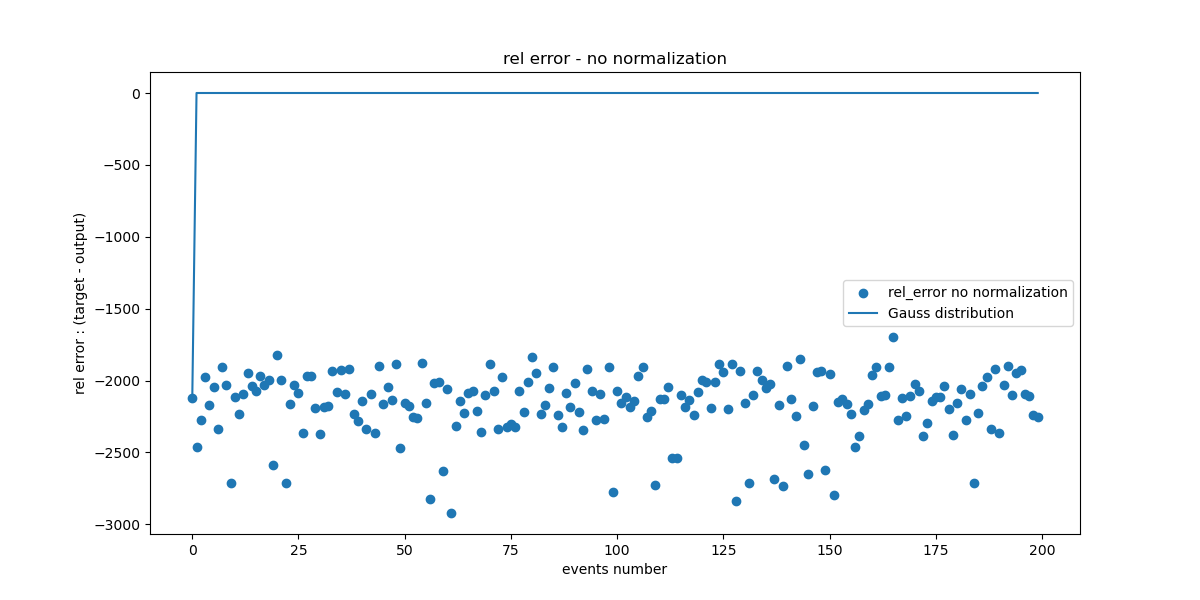 rel error - no normalization
rel error : (target - output)
0
−500
−1000
−1500
−2000
−2500
−3000
rel_error no normalization
Gauss distribution
0 25 50 75 100 125 150 175 200
events number